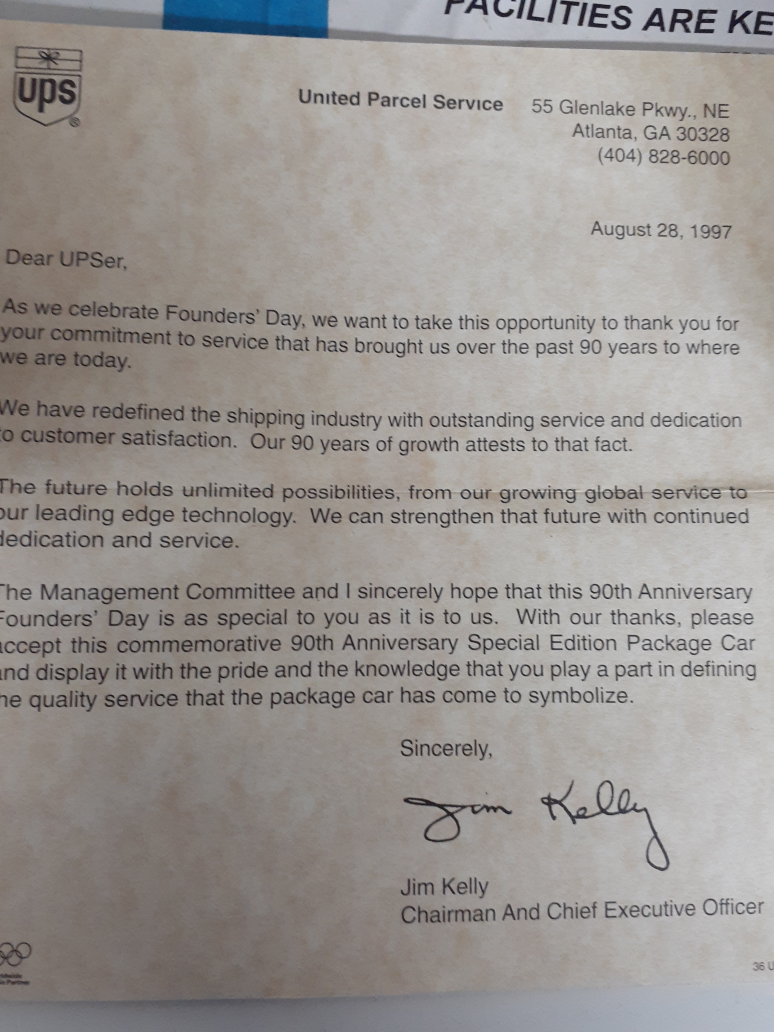 FACILITIES ARE KE
ups
®
United Parcel Service 55 Glenlake Pkwy., NE
Atlanta, GA 30328
(404) 828-6000
August 28, 1997
Dear UPSer,
As we celebrate Founders' Day, we want to take this opportunity to thank you for
your commitment to service that has brought us over the past 90 years to where
we are today.
We have redefined the shipping industry with outstanding service and dedication
o customer satisfaction. Our 90 years of growth attests to that fact.
The future holds unlimited possibilities, from our growing global service to
our leading edge technology. We can strengthen that future with continued
dedication and service.
The Management Committee and I sincerely hope that this 90th Anniversary
Founders' Day is as special to you as it is to us. With our thanks, please
accept this commemorative 90th Anniversary Special Edition Package Car
and display it with the pride and the knowledge that you play a part in defining
he quality service that the package car has come to symbolize.
Sincerely,
Jim Kelly
Jim Kelly
Chairman And Chief Executive Officer
Partner
36 U